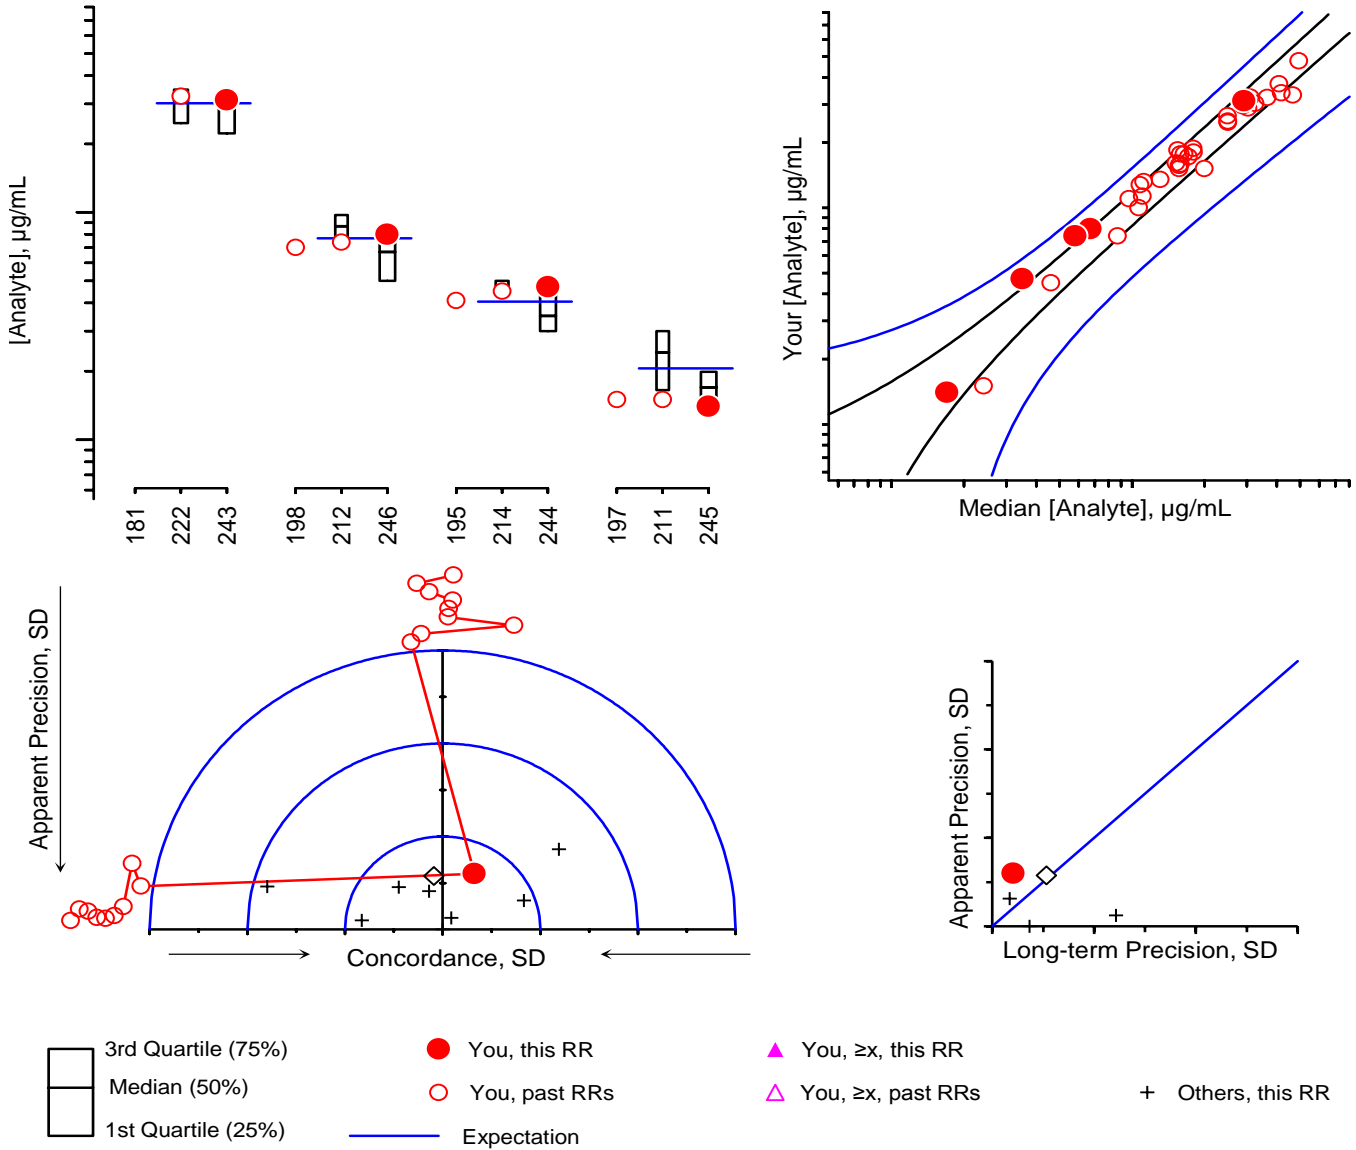 [Analyte], µg/mL
181
222
243
198
212
246
195
214
244
197
211
245
Your [Analyte], µg/mL
Median [Analyte], µg/mL
Apparent Precision, SD
Concordance, SD
Apparent Precision, SD
Long-term Precision, SD
3rd Quartile (75%)
Median (50%)
1st Quartile (25%)
You, this RR
You, past RRs
Expectation
You, ≥x, this RR
You, ≥x, past RRs
Others, this RR